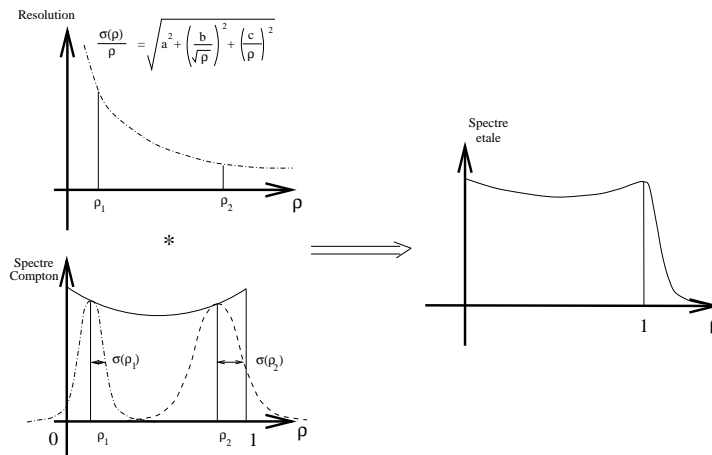 Resolution
σ(ρ)/ρ = √(a² + (b/√ρ)² + (c/ρ)²)
ρ₁
ρ₂
ρ
*
Spectre
Compton
σ(ρ₁)
σ(ρ₂)
0
ρ₁
ρ₂
1
ρ
Spectre
etale
1